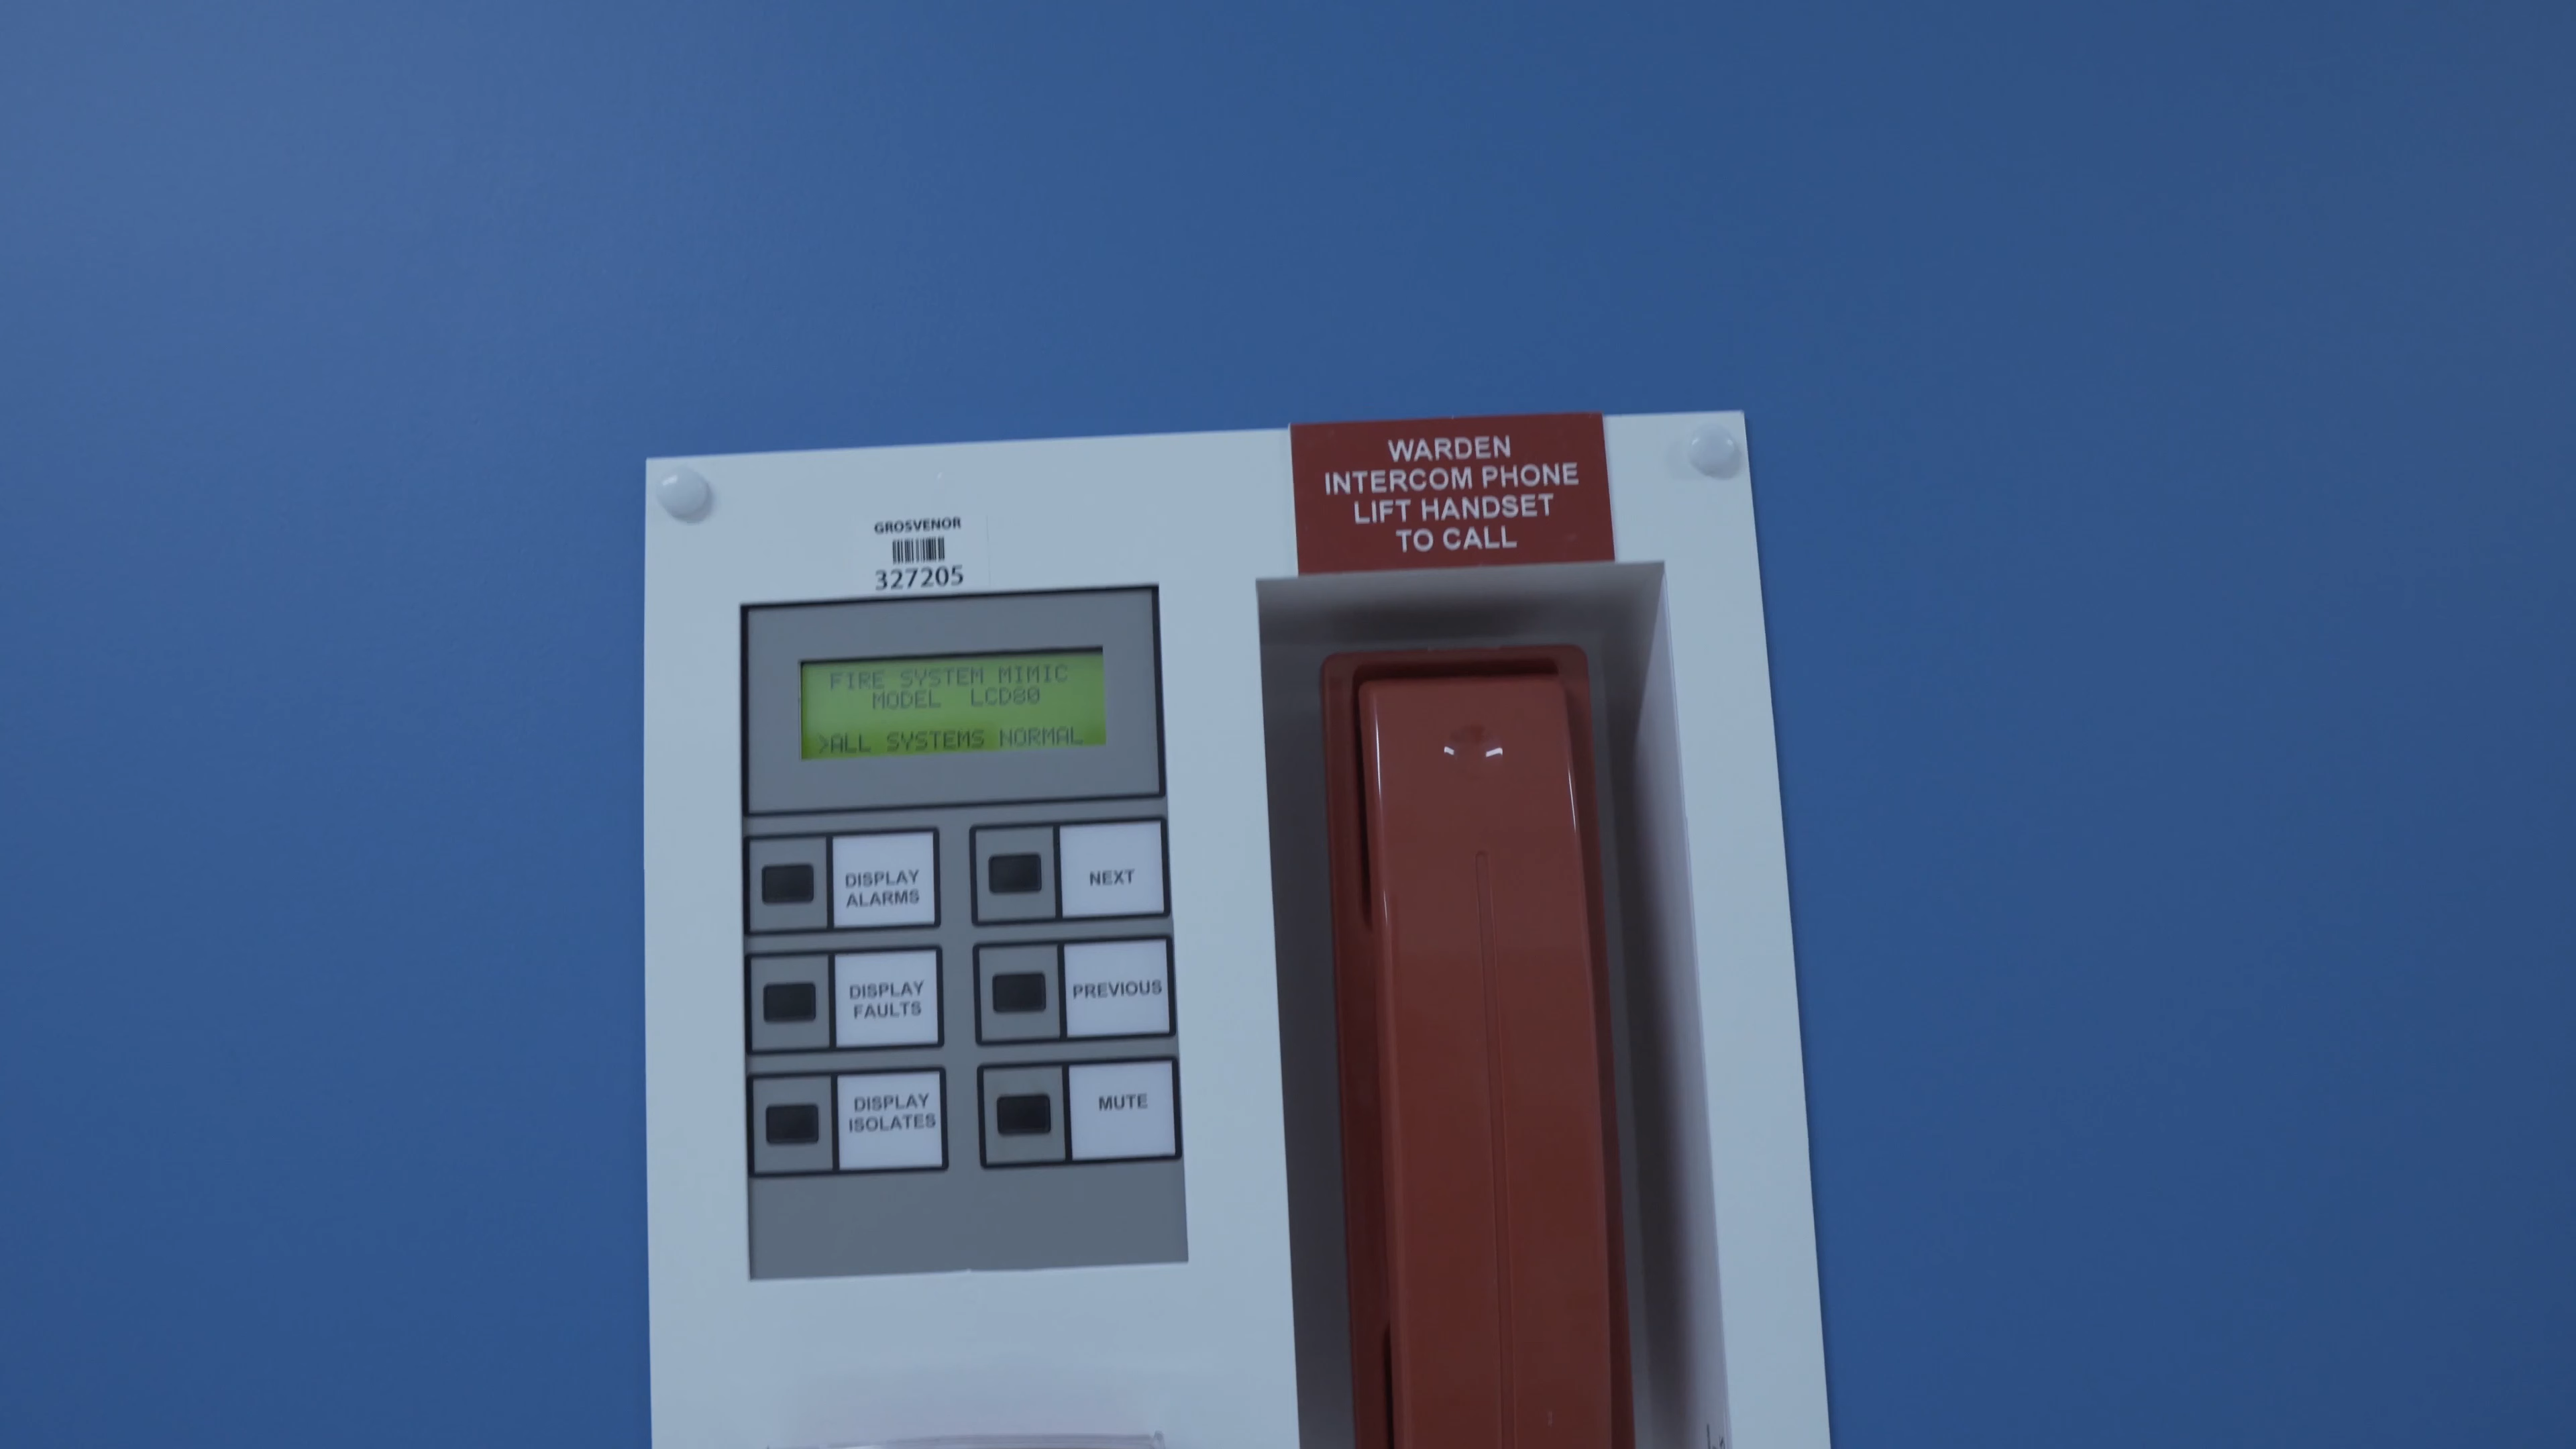 WARDEN
INTERCOM PHONE
LIFT HANDSET
TO CALL
GROSVENOR
327205
FIRE SYSTEM MIMIC
MODEL LCD80
>ALL SYSTEMS NORMAL
DISPLAY
ALARMS
NEXT
DISPLAY
FAULTS
PREVIOUS
DISPLAY
ISOLATES
MUTE